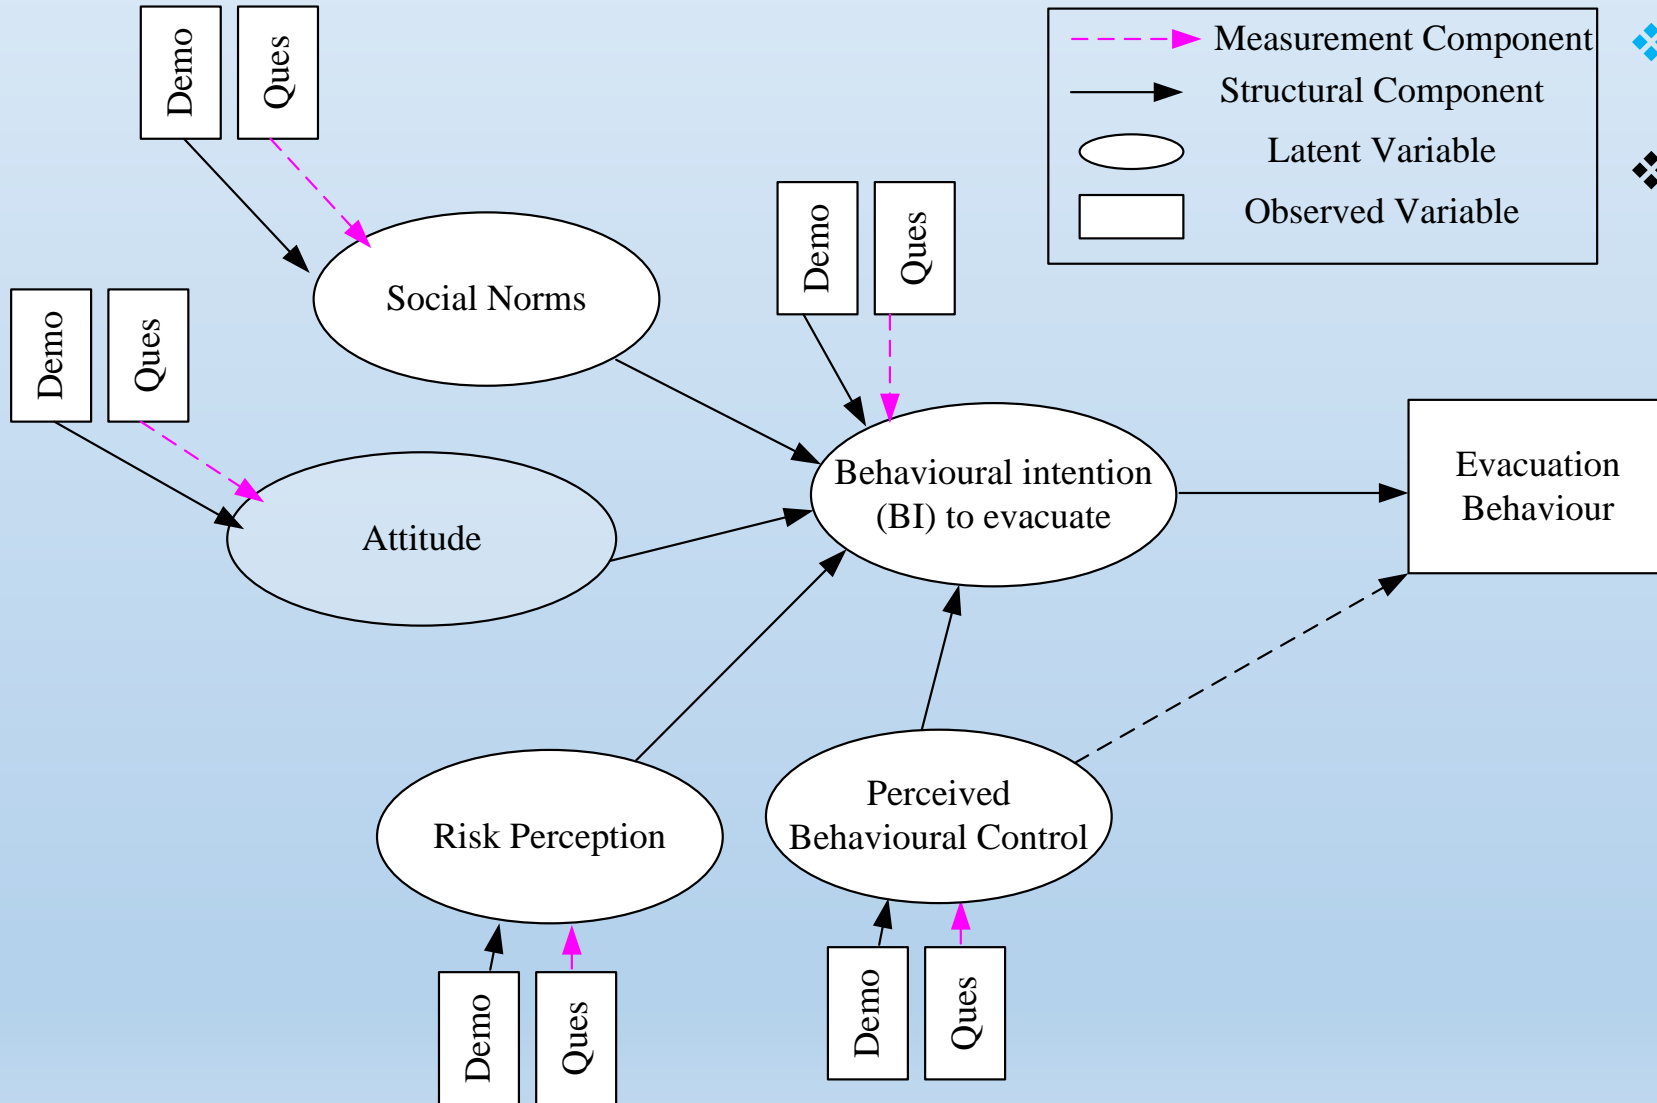 Demo
Ques
Measurement Component
Structural Component
Latent Variable
Observed Variable
Demo
Ques
Social Norms
Demo
Ques
Behavioural intention
(BI) to evacuate
Evacuation
Behaviour
Attitude
Perceived
Behavioural Control
Risk Perception
Demo
Ques
Demo
Ques